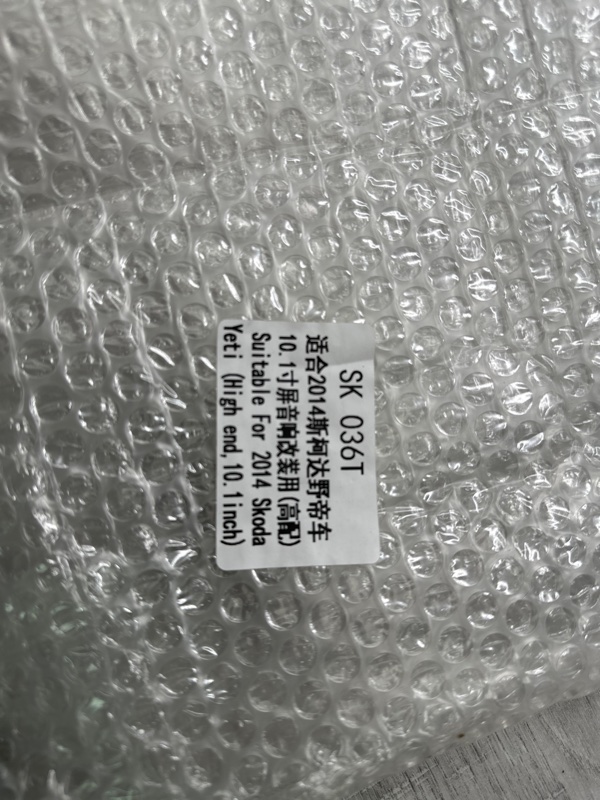 SK 036T
适合2014斯柯达野帝车
10.1寸屏音响改装用(高配)
Suitable For 2014 Skoda
Yeti (High end,10.1inch)